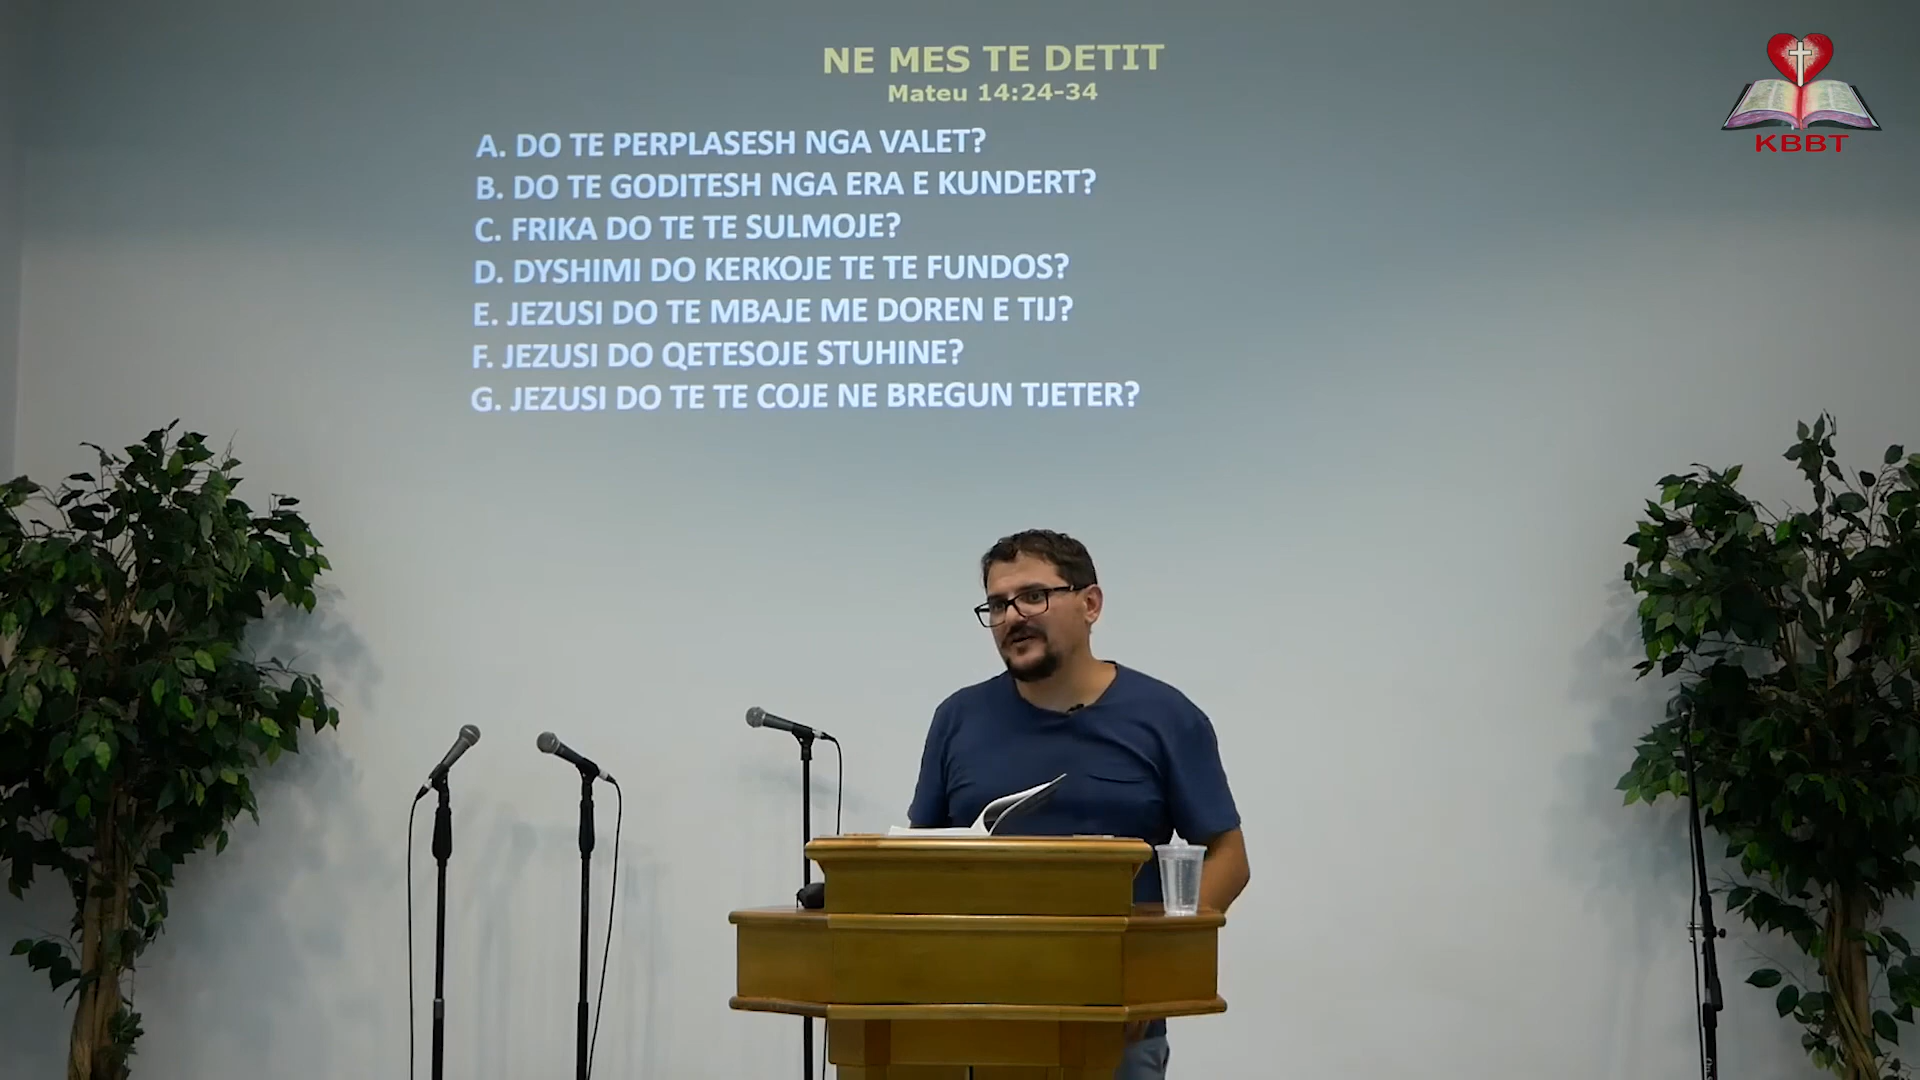 NE MES TE DETIT
Mateu 14:24-34
A. DO TE PERPLASESH NGA VALET?
B. DO TE GODITESH NGA ERA E KUNDERT?
C. FRIKA DO TE TE SULMOJE?
D. DYSHIMI DO KERKOJE TE TE FUNDOS?
E. JEZUSI DO TE MBAJE ME DOREN E TIJ?
F. JEZUSI DO QETESOJE STUHINE?
G. JEZUSI DO TE TE COJE NE BREGUN TJETER?
KBBT